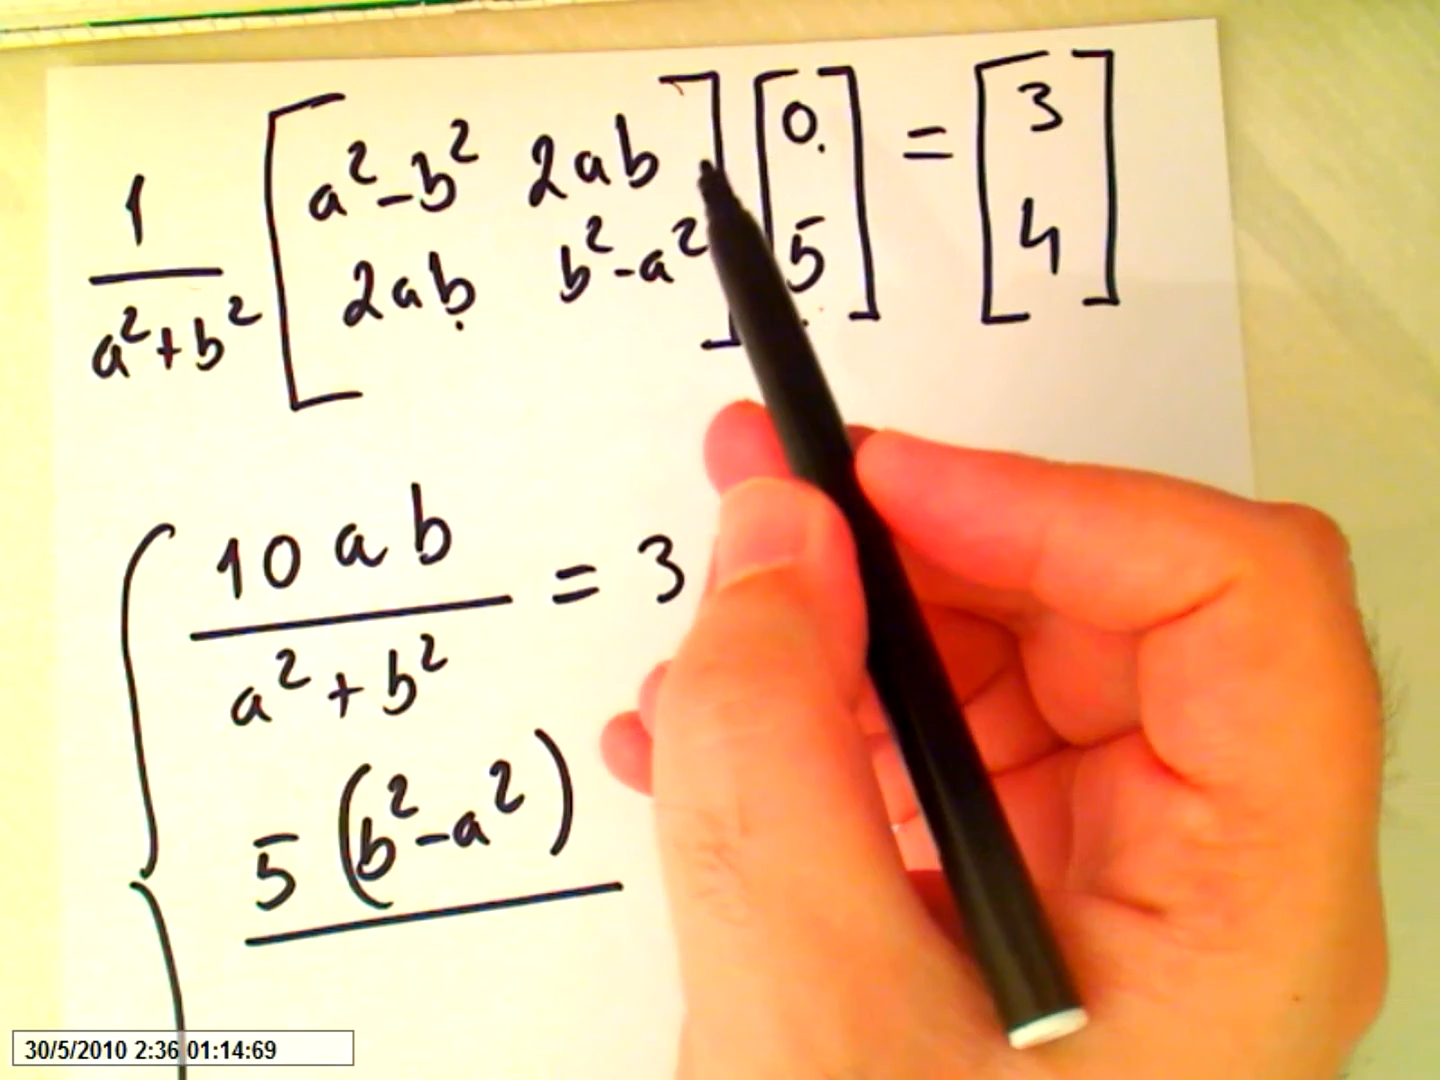 1/(a²+b²) [a²-b² 2ab; 2ab b²-a²] [0; 5] = [3; 4]
10ab/(a²+b²) = 3
5(b²-a²)
30/5/2010 2:36 01:14:69